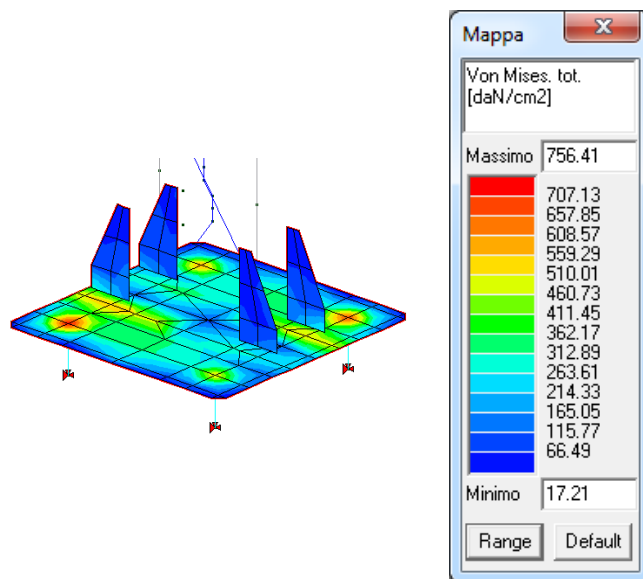 Mappa
Von Mises. tot.
[daN/cm2]
Massimo 756.41
707.13
657.85
608.57
559.29
510.01
460.73
411.45
362.17
312.89
263.61
214.33
165.05
115.77
66.49
Minimo 17.21
Range Default